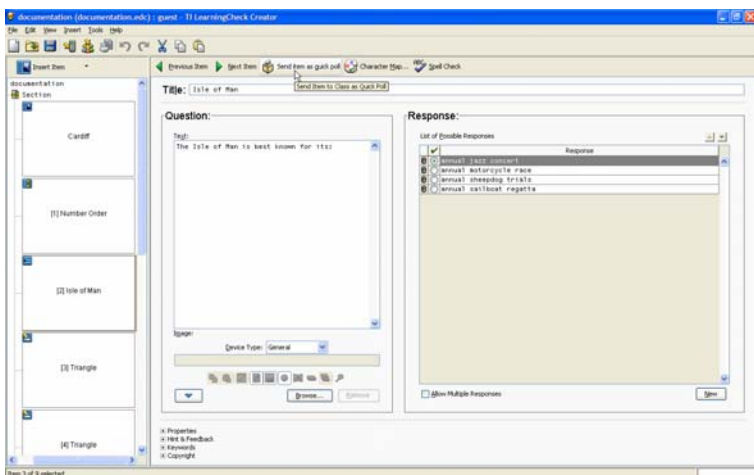 documentation (documentation.edc) : guest - TI LearningCheck Creator
File Edit View Insert Tools Help
Insert Item
Previous Item Next Item Send item as quick poll Character Map... Spell Check
Send Item to Class as Quick Poll
documentation
Section
Cardiff
[1] Number Order
[2] Isle of Man
[3] Triangle
[4] Triangle
Title: Isle of Man
Question:
Text:
The Isle of Man is best known for its:
Image:
Device Type: General
Browse... Remove
Response:
List of Possible Responses
Response
annual jazz concert
annual motorcycle race
annual sheepdog trials
annual sailboat regatta
Allow Multiple Responses
New
Properties
Hint & Feedback
Keywords
Copyright
Item 3 of 9 selected